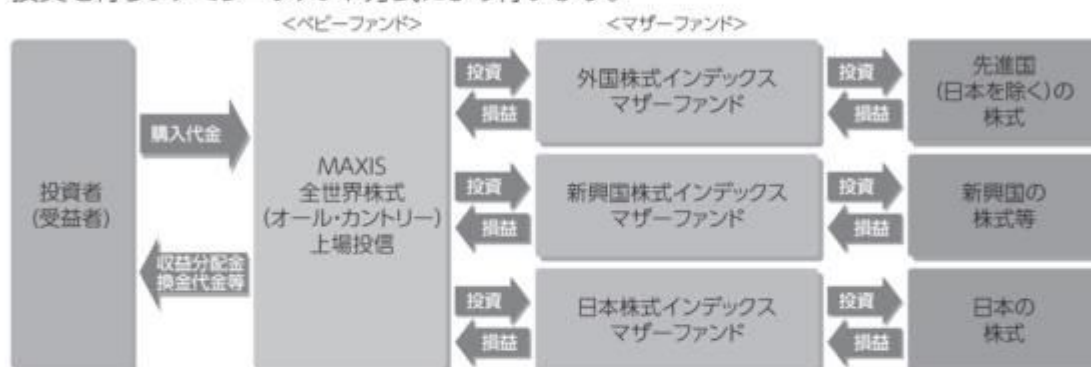 <ベビーファンド>
<マザーファンド>
投資者
(受益者)
購入代金
収益分配金
換金代金等
MAXIS
全世界株式
(オール・カントリー)
上場投信
投資
損益
外国株式インデックス
マザーファンド
投資
損益
先進国
(日本を除く)の
株式
投資
損益
新興国株式インデックス
マザーファンド
投資
損益
新興国の
株式等
投資
損益
日本株式インデックス
マザーファンド
投資
損益
日本の
株式